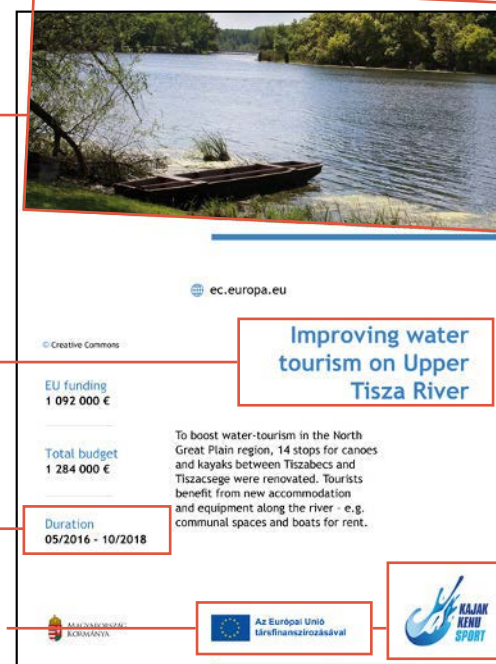 ec.europa.eu
© Creative Commons
Improving water
tourism on Upper
Tisza River
EU funding
1 092 000 €
Total budget
1 284 000 €
Duration
05/2016 - 10/2018
To boost water-tourism in the North
Great Plain region, 14 stops for canoes
and kayaks between Tiszabecs and
Tiszacsege were renovated. Tourists
benefit from new accommodation
and equipment along the river - e.g.
communal spaces and boats for rent.
MAGYARORSZÁG
KORMÁNYA
Az Európai Unió
társfinanszírozásával
KAJAK
KENU
SPORT